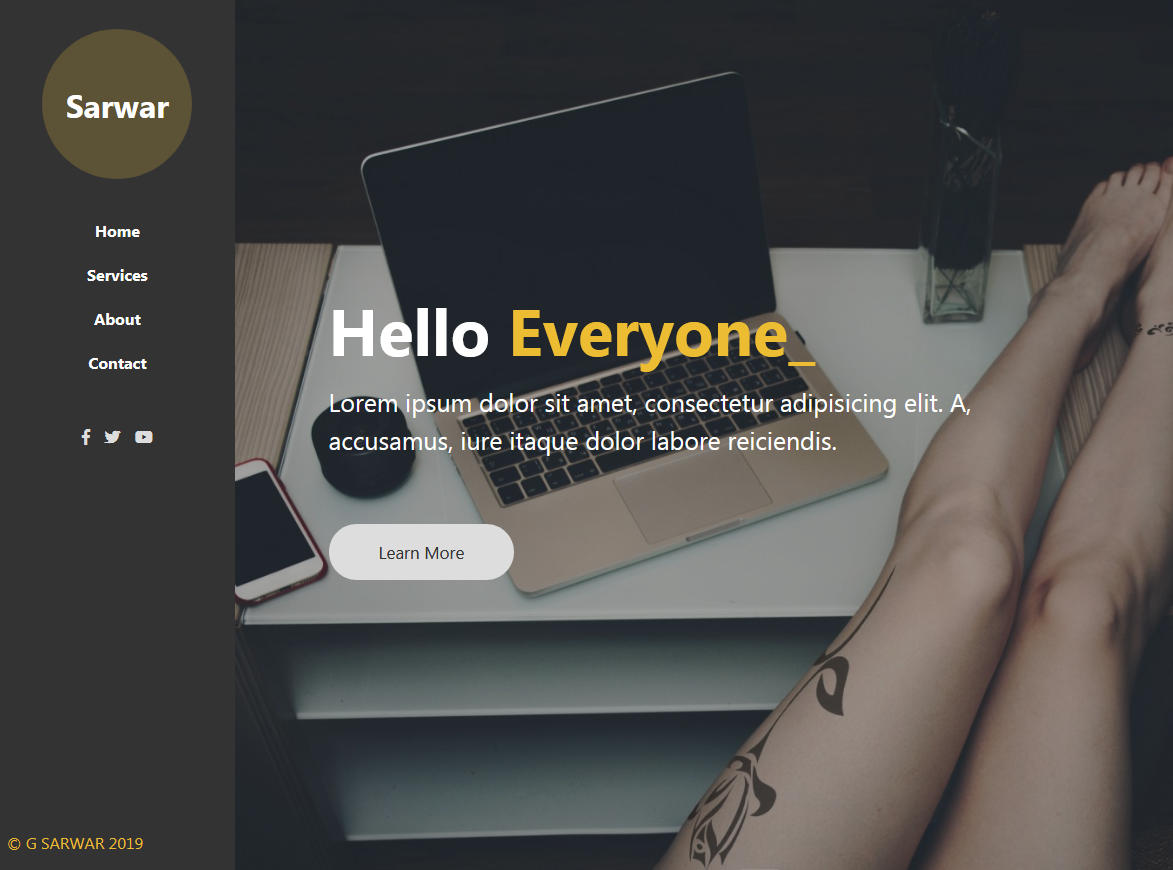 Sarwar
Home
Services
About
Contact
Hello Everyone_
Lorem ipsum dolor sit amet, consectetur adipisicing elit. A,
accusamus, iure itaque dolor labore reiciendis.
Learn More
© G SARWAR 2019